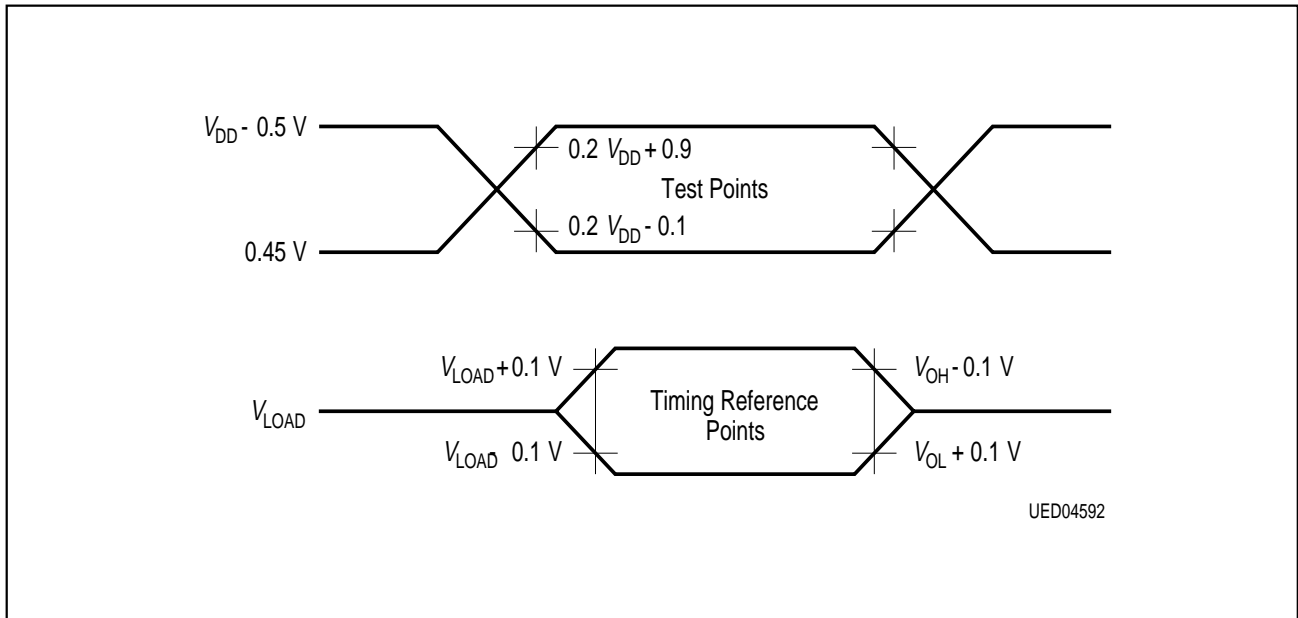 V_DD - 0.5 V
0.2 V_DD + 0.9
Test Points
0.2 V_DD - 0.1
0.45 V
V_LOAD + 0.1 V
V_OH - 0.1 V
V_LOAD
Timing Reference
Points
V_LOAD - 0.1 V
V_OL + 0.1 V
UED04592